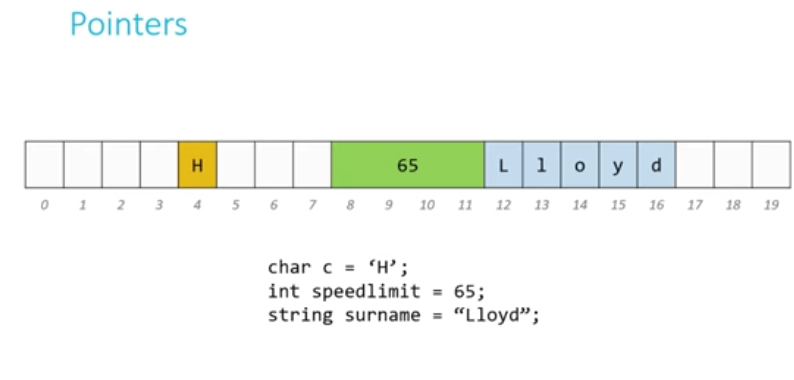 Pointers
H 65 L l o y d
0 1 2 3 4 5 6 7 8 9 10 11 12 13 14 15 16 17 18 19
char c = ‘H’;
int speedlimit = 65;
string surname = “Lloyd”;